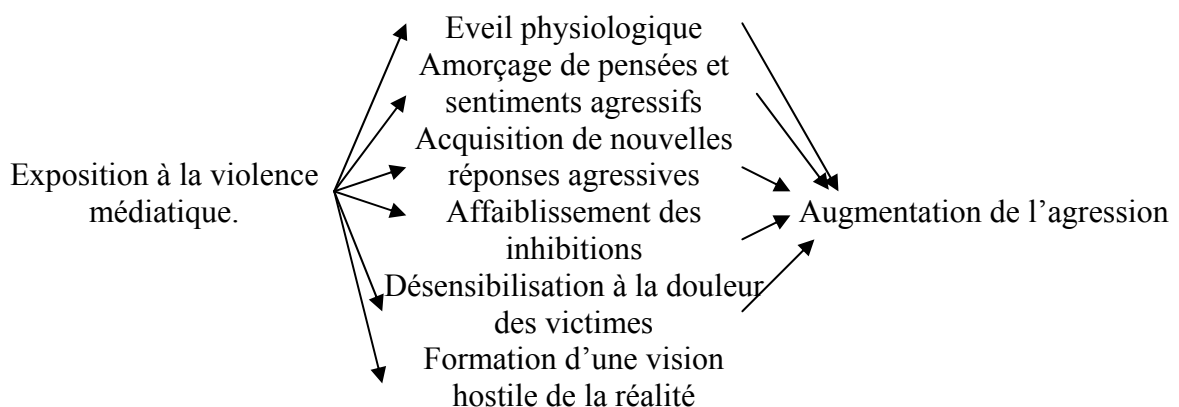 Exposition à la violence
médiatique.
Eveil physiologique
Amorçage de pensées et
sentiments agressifs
Acquisition de nouvelles
réponses agressives
Affaiblissement des
inhibitions
Désensibilisation à la douleur
des victimes
Formation d’une vision
hostile de la réalité
Augmentation de l’agression